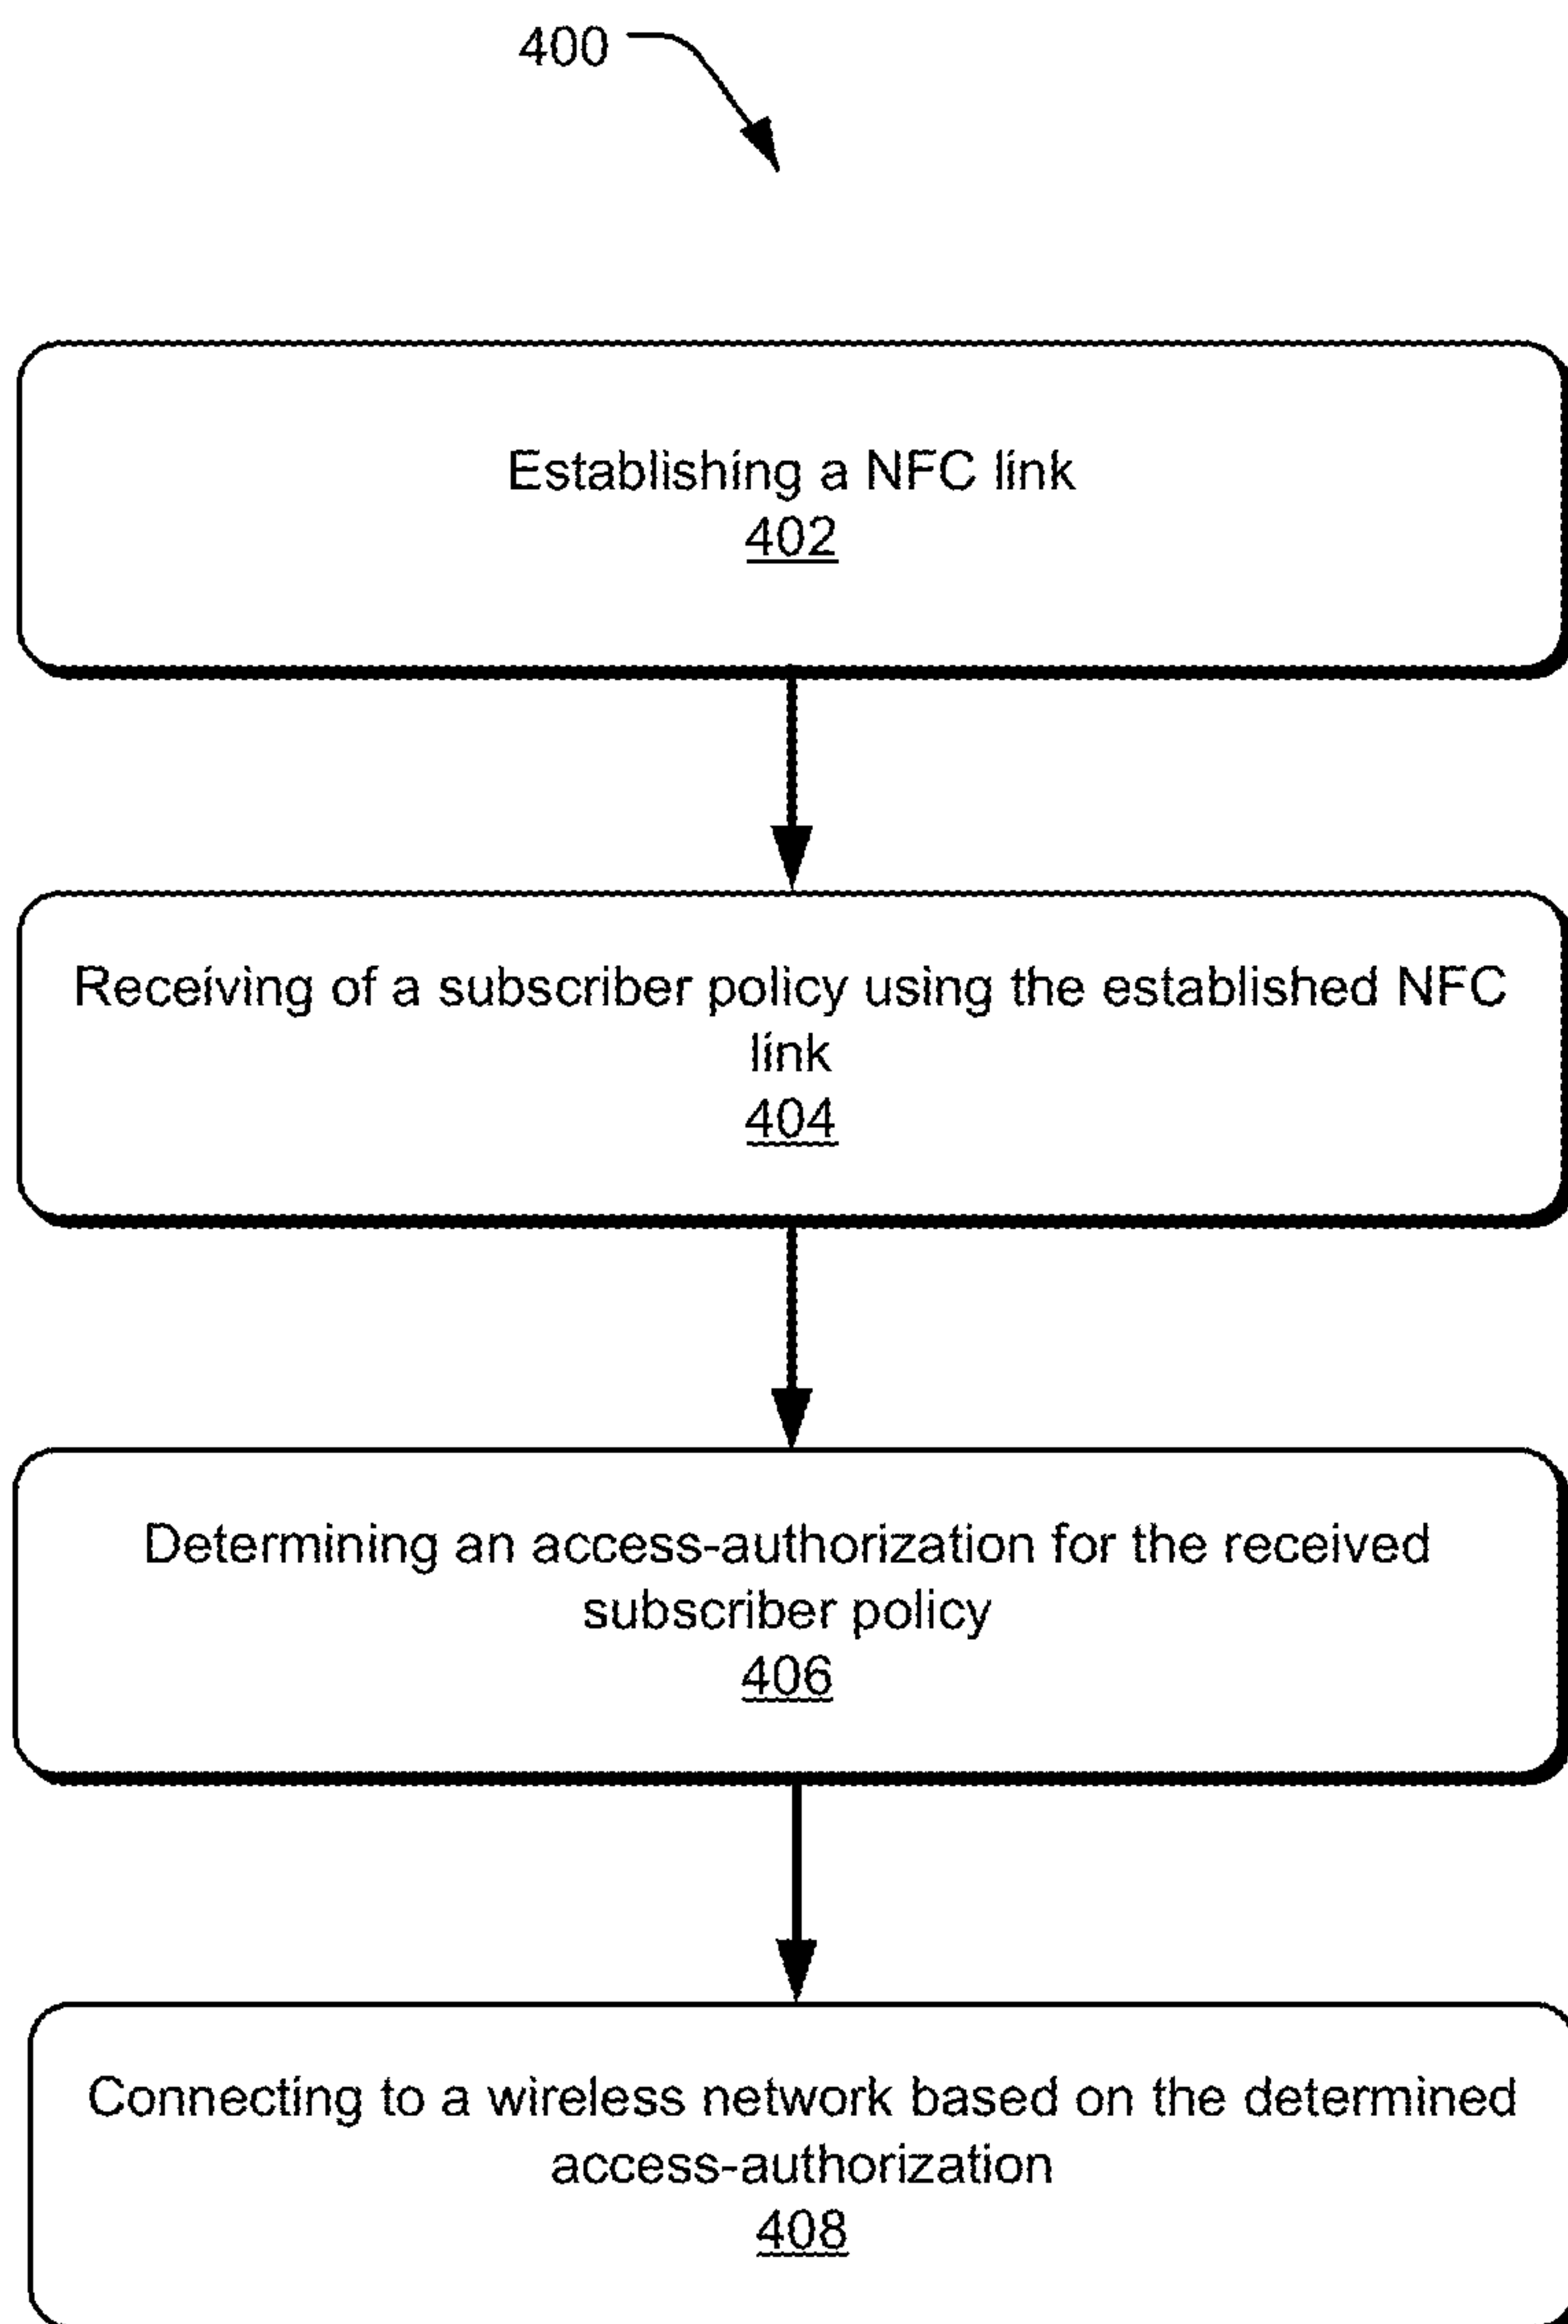 400
Establishing a NFC link
402
Receiving of a subscriber policy using the established NFC
link
404
Determining an access-authorization for the received
subscriber policy
406
Connecting to a wireless network based on the determined
access-authorization
408